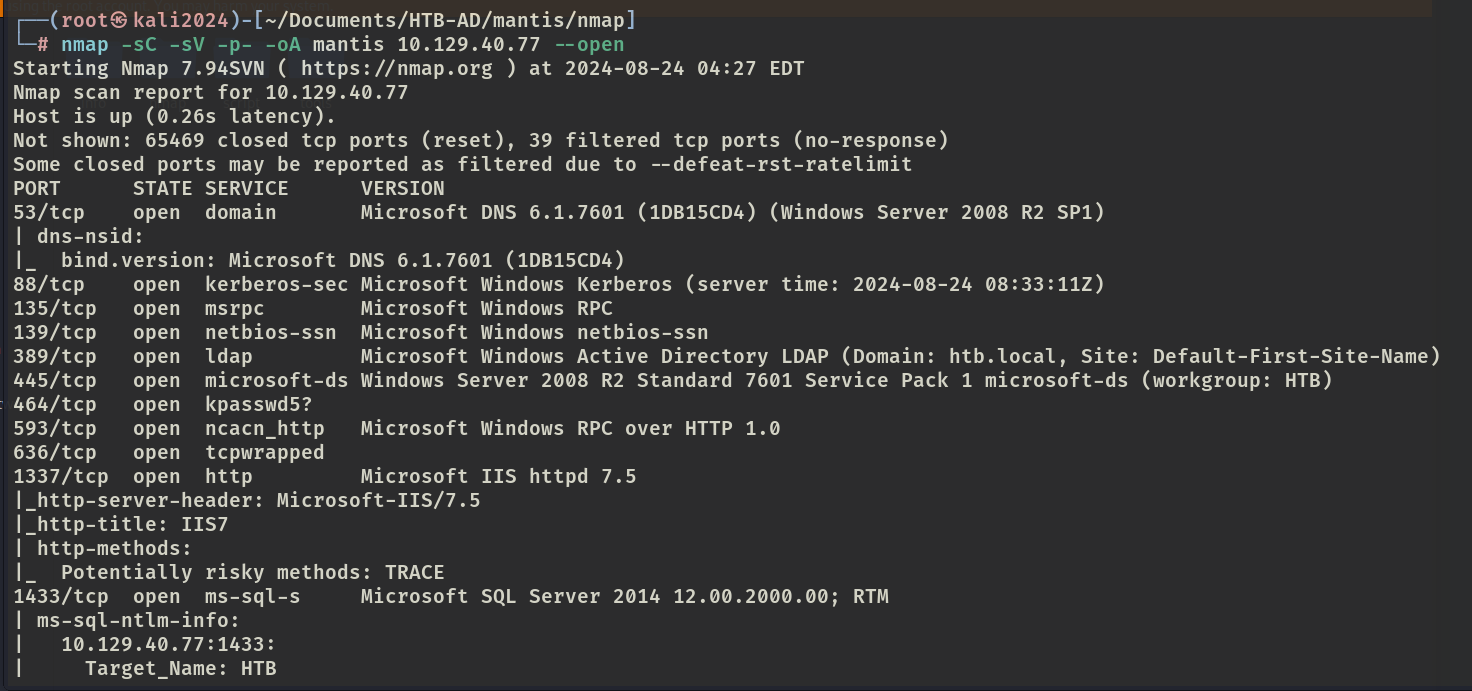 ┌──(root㉿kali2024)-[~/Documents/HTB-AD/mantis/nmap]
└─# nmap -sC -sV -p- -oA mantis 10.129.40.77 --open
Starting Nmap 7.94SVN ( https://nmap.org ) at 2024-08-24 04:27 EDT
Nmap scan report for 10.129.40.77
Host is up (0.26s latency).
Not shown: 65469 closed tcp ports (reset), 39 filtered tcp ports (no-response)
Some closed ports may be reported as filtered due to --defeat-rst-ratelimit
PORT      STATE SERVICE      VERSION
53/tcp    open  domain       Microsoft DNS 6.1.7601 (1DB15CD4) (Windows Server 2008 R2 SP1)
| dns-nsid:
|_  bind.version: Microsoft DNS 6.1.7601 (1DB15CD4)
88/tcp    open  kerberos-sec Microsoft Windows Kerberos (server time: 2024-08-24 08:33:11Z)
135/tcp   open  msrpc        Microsoft Windows RPC
139/tcp   open  netbios-ssn  Microsoft Windows netbios-ssn
389/tcp   open  ldap         Microsoft Windows Active Directory LDAP (Domain: htb.local, Site: Default-First-Site-Name)
445/tcp   open  microsoft-ds Windows Server 2008 R2 Standard 7601 Service Pack 1 microsoft-ds (workgroup: HTB)
464/tcp   open  kpasswd5?
593/tcp   open  ncacn_http   Microsoft Windows RPC over HTTP 1.0
636/tcp   open  tcpwrapped
1337/tcp  open  http         Microsoft IIS httpd 7.5
|_http-server-header: Microsoft-IIS/7.5
|_http-title: IIS7
| http-methods:
|_  Potentially risky methods: TRACE
1433/tcp  open  ms-sql-s     Microsoft SQL Server 2014 12.00.2000.00; RTM
| ms-sql-ntlm-info:
|   10.129.40.77:1433:
|     Target_Name: HTB